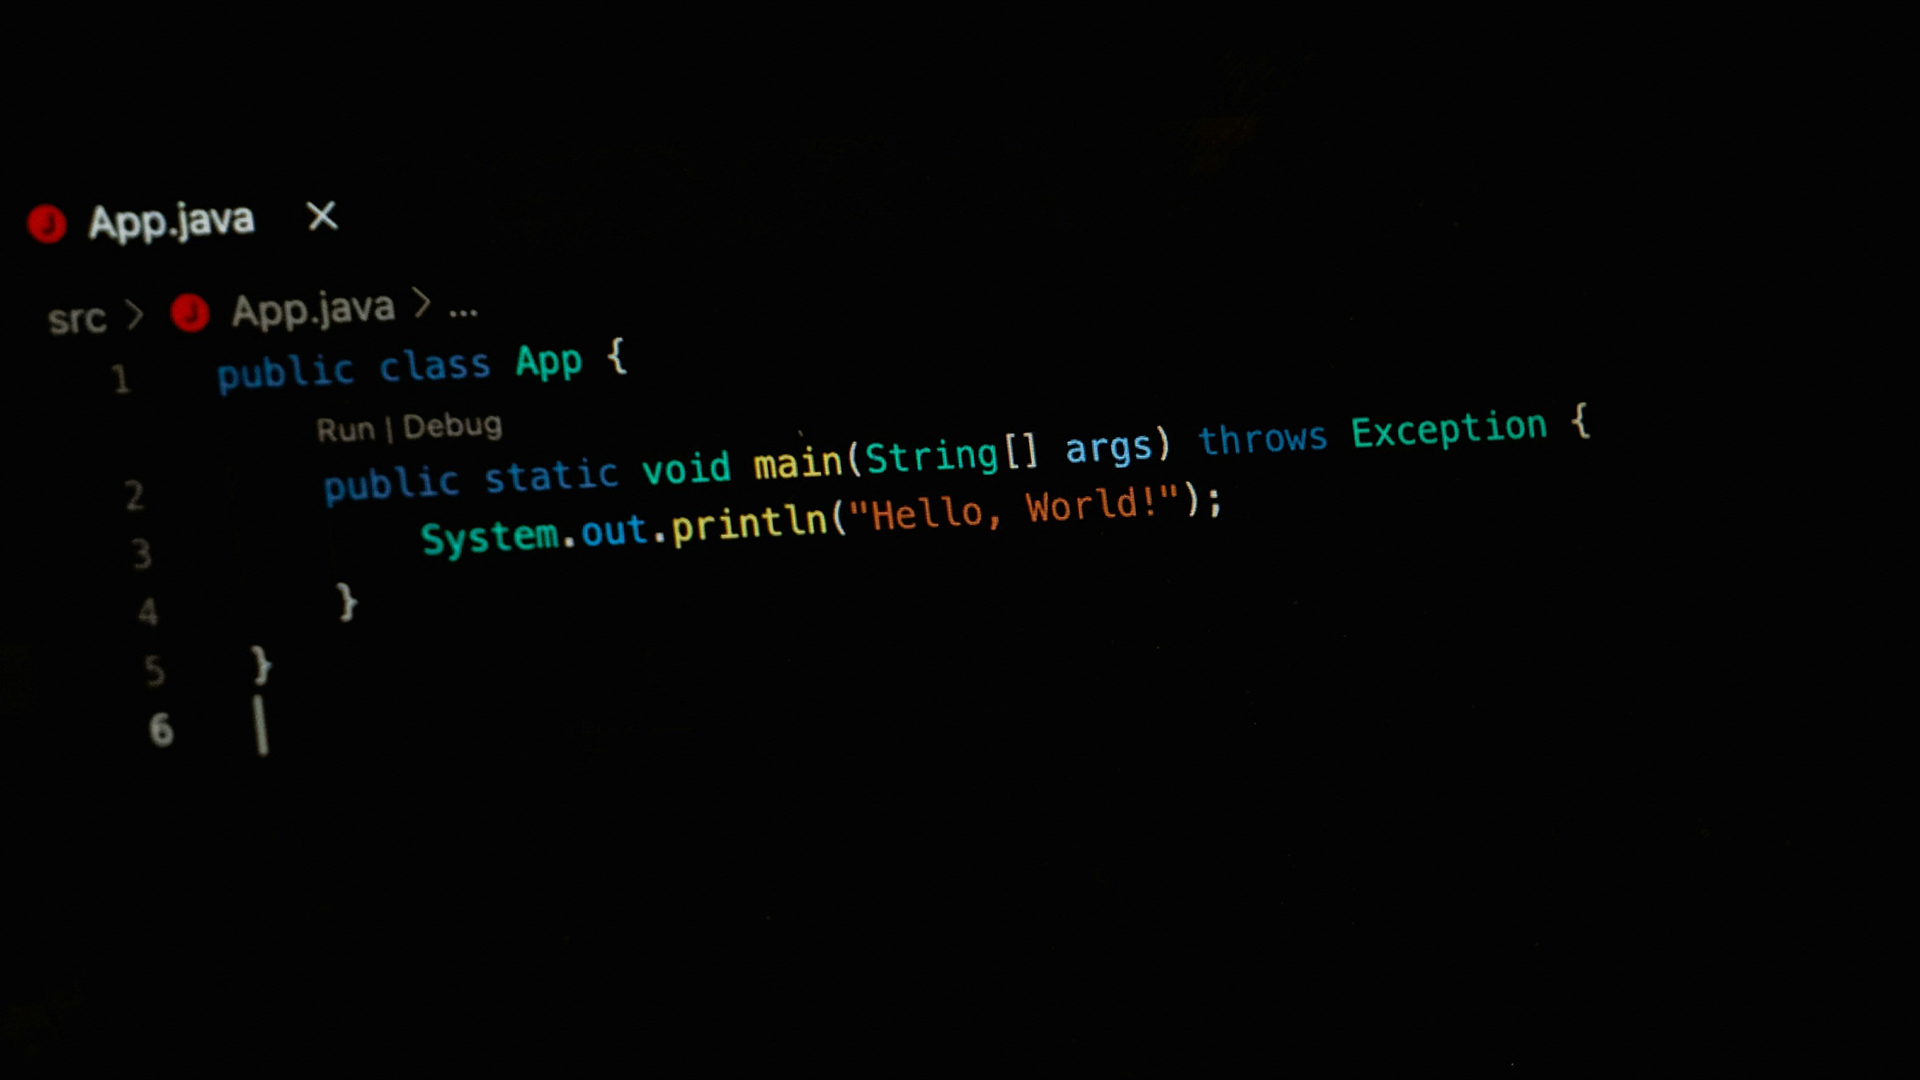 App.java ×
src > App.java > ...
1 public class App {
Run | Debug
2 public static void main(String[] args) throws Exception {
3 System.out.println("Hello, World!");
4 }
5 }
6